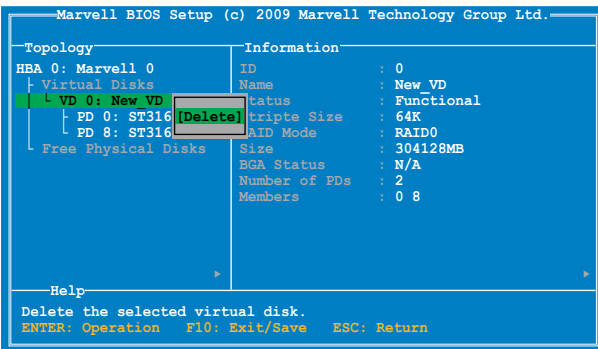 Marvell BIOS Setup (c) 2009 Marvell Technology Group Ltd.
Topology
HBA 0: Marvell 0
Virtual Disks
VD 0: New_VD
PD 0: ST316
PD 8: ST316
Free Physical Disks
[Delete]
Information
ID : 0
Name : New_VD
tatus : Functional
tripte Size : 64K
AID Mode : RAID0
Size : 304128MB
BGA Status : N/A
Number of PDs : 2
Members : 0 8
Help
Delete the selected virtual disk.
ENTER: Operation F10: Exit/Save ESC: Return